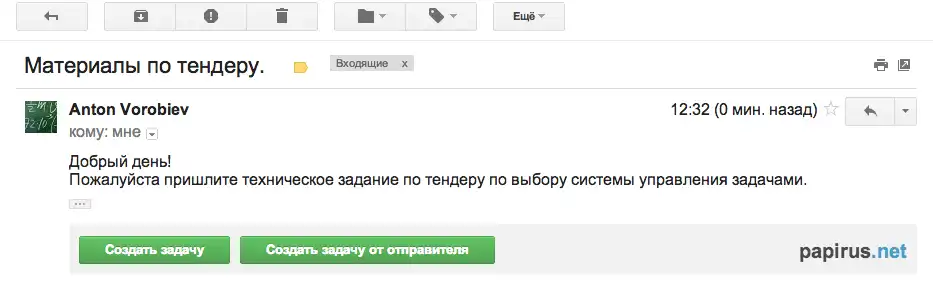 Ещё
Материалы по тендеру.
Входящие x
Anton Vorobiev
12:32 (0 мин. назад)
кому: мне
Добрый день!
Пожалуйста пришлите техническое задание по тендеру по выбору системы управления задачами.
Создать задачу
Создать задачу от отправителя
papirus.net